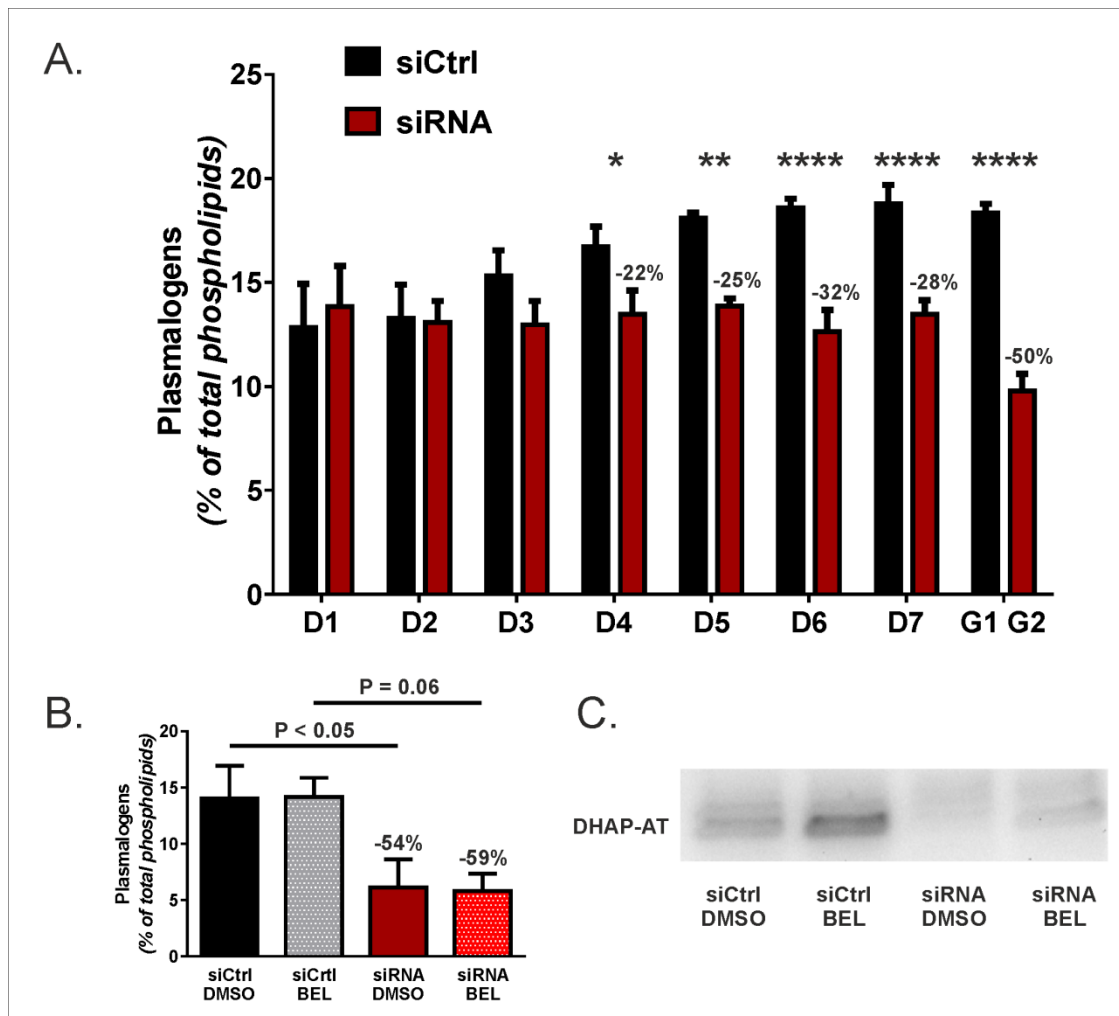 A.
siCtrl
siRNA
25
20
15
10
5
0
Plasmalogens
(% of total phospholipids)
* ** **** **** ****
-22% -25% -32% -28% -50%
D1 D2 D3 D4 D5 D6 D7 G1 G2
B.
P = 0.06
P < 0.05
20
15
10
5
0
Plasmalogens
(% of total phospholipids)
-54% -59%
siCtrl siCrtl siRNA siRNA
DMSO BEL DMSO BEL
C.
DHAP-AT
siCtrl siCtrl siRNA siRNA
DMSO BEL DMSO BEL